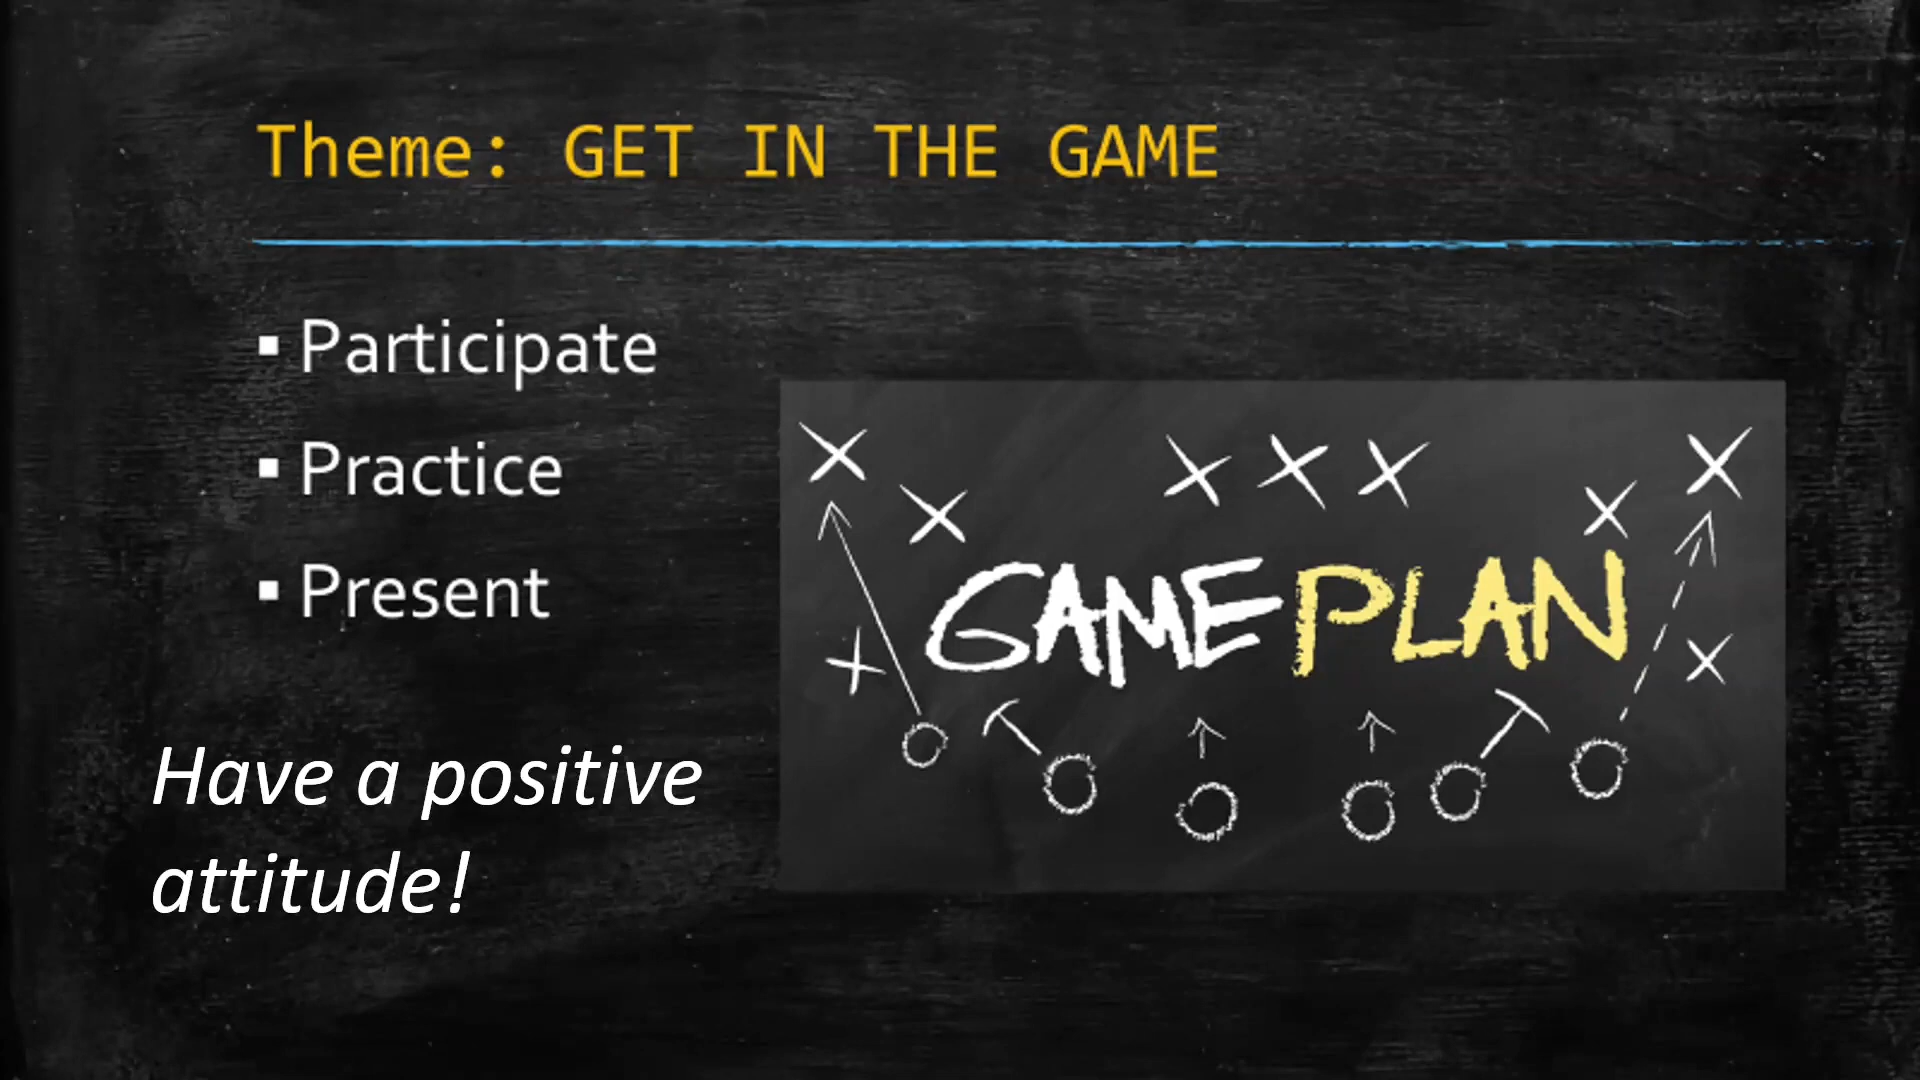 Theme: GET IN THE GAME
▪ Participate
▪ Practice
▪ Present
Have a positive
attitude!
GAME PLAN